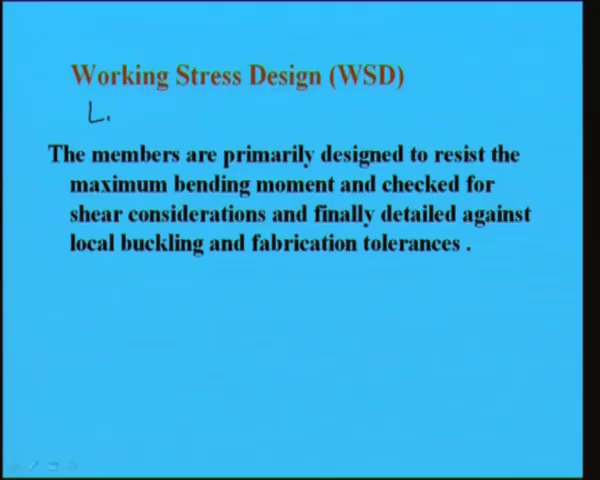 Working Stress Design (WSD)
L.
The members are primarily designed to resist the
maximum bending moment and checked for
shear considerations and finally detailed against
local buckling and fabrication tolerances .